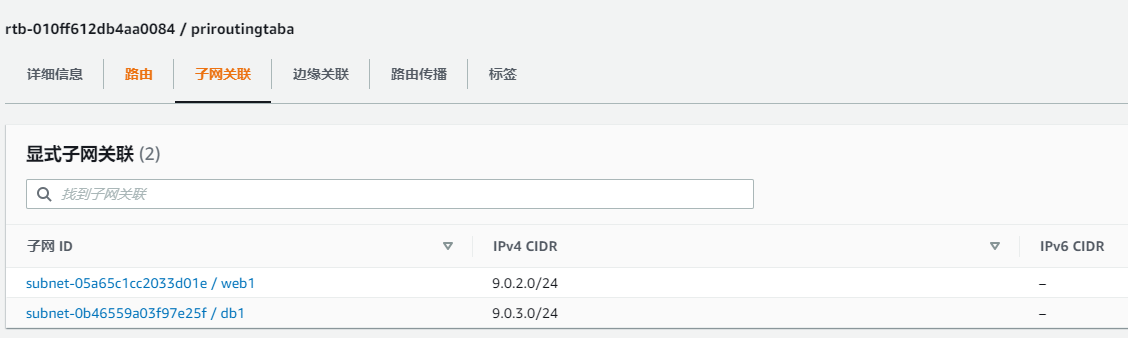 rtb-010ff612db4aa0084 / priroutingtaba
详细信息 路由 子网关联 边缘关联 路由传播 标签
显式子网关联 (2)
找到子网关联
子网 ID IPv4 CIDR IPv6 CIDR
subnet-05a65c1cc2033d01e / web1 9.0.2.0/24 –
subnet-0b46559a03f97e25f / db1 9.0.3.0/24 –